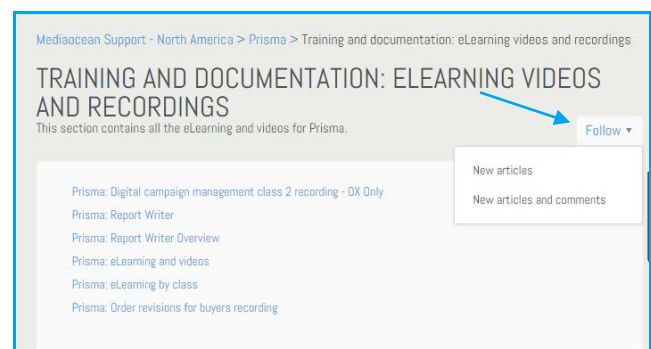 Mediaocean Support - North America > Prisma > Training and documentation: eLearning videos and recordings
TRAINING AND DOCUMENTATION: ELEARNING VIDEOS
AND RECORDINGS
This section contains all the eLearning and videos for Prisma.
Follow ▾
New articles
New articles and comments
Prisma: Digital campaign management class 2 recording - OX Only
Prisma: Report Writer
Prisma: Report Writer Overview
Prisma: eLearning and videos
Prisma: eLearning by class
Prisma: Order revisions for buyers recording